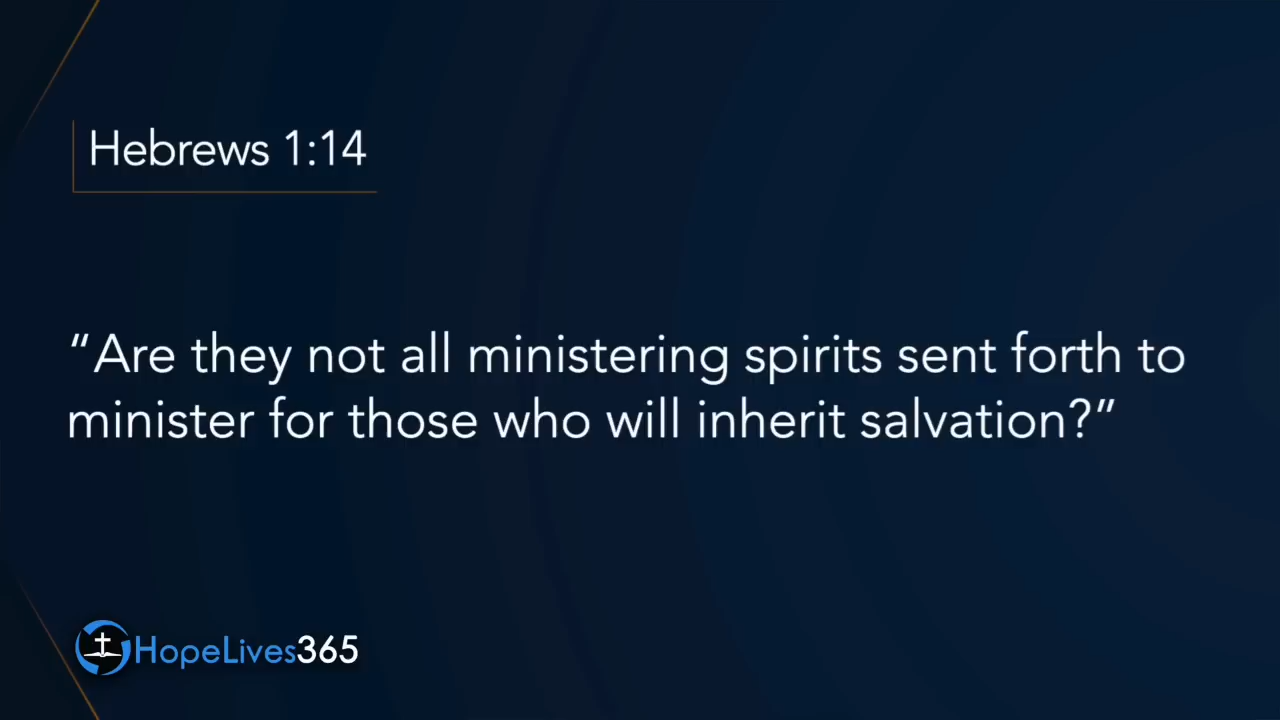 Hebrews 1:14
“Are they not all ministering spirits sent forth to
minister for those who will inherit salvation?”
HopeLives365